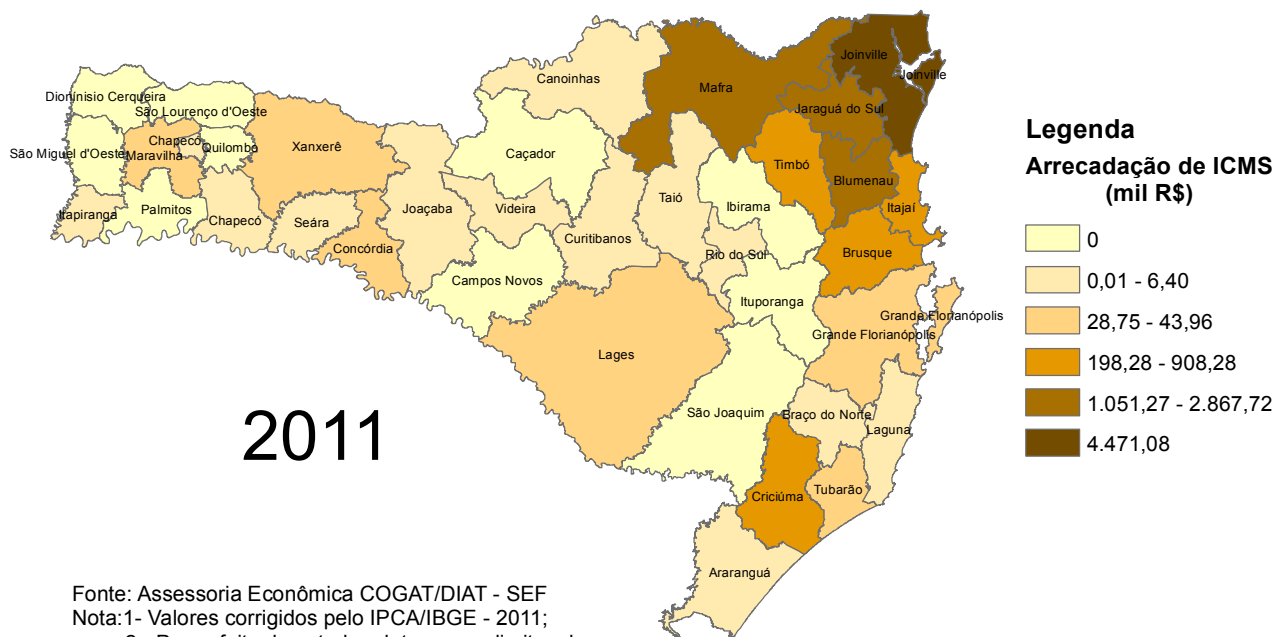 Canoinhas
Mafra
Joinville
Joinville
Dionínisio Cerqueira
São Lourenço d'Oeste
Jaraguá do Sul
São Miguel d'Oeste
Chapecó
Maravilha
Quilombo
Xanxerê
Caçador
Timbó
Blumenau
Itapiranga
Palmitos
Chapecó
Seára
Joaçaba
Videira
Taió
Ibirama
Itajaí
Concórdia
Curitibanos
Rio do Sul
Brusque
Campos Novos
Ituporanga
Grande Florianópolis
Grande Florianópolis
Lages
São Joaquim
Braço do Norte
Laguna
Criciúma
Tubarão
Araranguá
2011
Legenda
Arrecadação de ICMS
(mil R$)
0
0,01 - 6,40
28,75 - 43,96
198,28 - 908,28
1.051,27 - 2.867,72
4.471,08
Fonte: Assessoria Econômica COGAT/DIAT - SEF
Nota:1- Valores corrigidos pelo IPCA/IBGE - 2011;